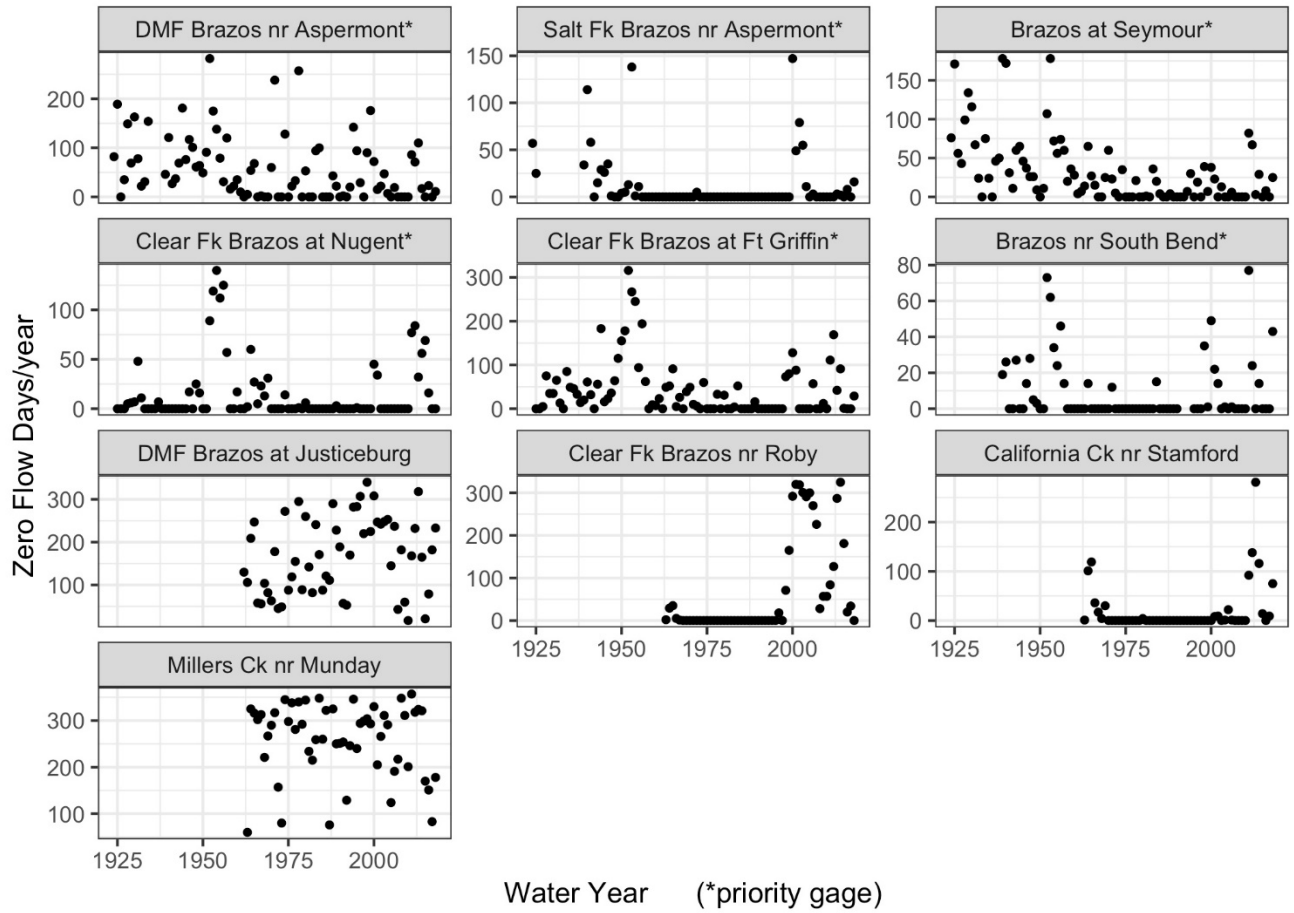 DMF Brazos nr Aspermont*
Salt Fk Brazos nr Aspermont*
Brazos at Seymour*
200
100
0
150
100
50
0
150
100
50
0
Clear Fk Brazos at Nugent*
Clear Fk Brazos at Ft Griffin*
Brazos nr South Bend*
100
50
0
300
200
100
0
80
60
40
20
0
DMF Brazos at Justiceburg
Clear Fk Brazos nr Roby
California Ck nr Stamford
300
200
100
300
200
100
0
200
100
0
1925 1950 1975 2000
1925 1950 1975 2000
Millers Ck nr Munday
300
200
100
1925 1950 1975 2000
Zero Flow Days/year
Water Year (*priority gage)